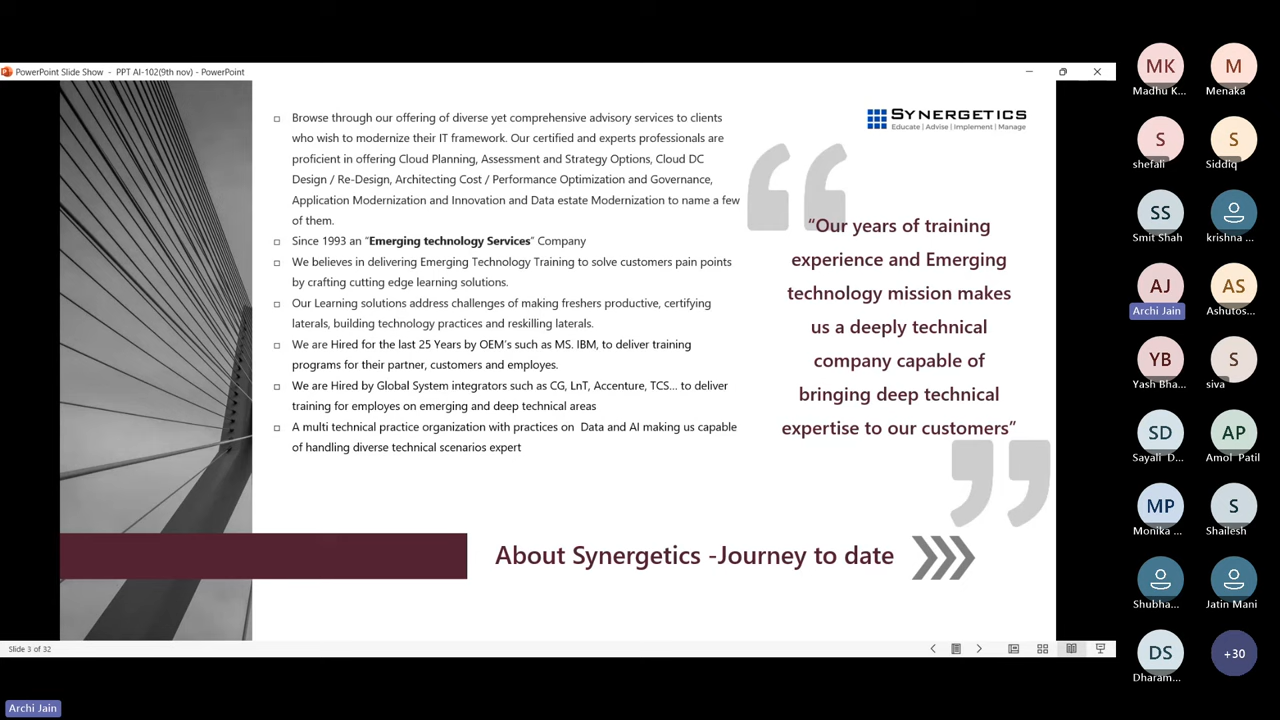 PowerPoint Slide Show - PPT AI-102(9th nov) - PowerPoint
Browse through our offering of diverse yet comprehensive advisory services to clients
who wish to modernize their IT framework. Our certified and experts professionals are
proficient in offering Cloud Planning, Assessment and Strategy Options, Cloud DC
Design / Re-Design, Architecting Cost / Performance Optimization and Governance,
Application Modernization and Innovation and Data estate Modernization to name a few
of them.
Since 1993 an “Emerging technology Services” Company
We believes in delivering Emerging Technology Training to solve customers pain points
by crafting cutting edge learning solutions.
Our Learning solutions address challenges of making freshers productive, certifying
laterals, building technology practices and reskilling laterals.
We are Hired for the last 25 Years by OEM’s such as MS. IBM, to deliver training
programs for their partner, customers and employes.
We are Hired by Global System integrators such as CG, LnT, Accenture, TCS... to deliver
training for employes on emerging and deep technical areas
A multi technical practice organization with practices on Data and AI making us capable
of handling diverse technical scenarios expert
SYNERGETICS
Educate | Advise | Implement | Manage
“Our years of training
experience and Emerging
technology mission makes
us a deeply technical
company capable of
bringing deep technical
expertise to our customers”
About Synergetics -Journey to date
Slide 3 of 32
Archi Jain
MK
Madhu K...
M
Menaka
S
shefali
S
Siddiq
SS
Smit Shah
krishna ...
AJ
Archi Jain
AS
Ashutos...
YB
Yash Bha...
S
siva
SD
Sayali D...
AP
Amol Patil
MP
Monika ...
S
Shailesh
Shubha...
Jatin Mani
DS
Dharam...
+30